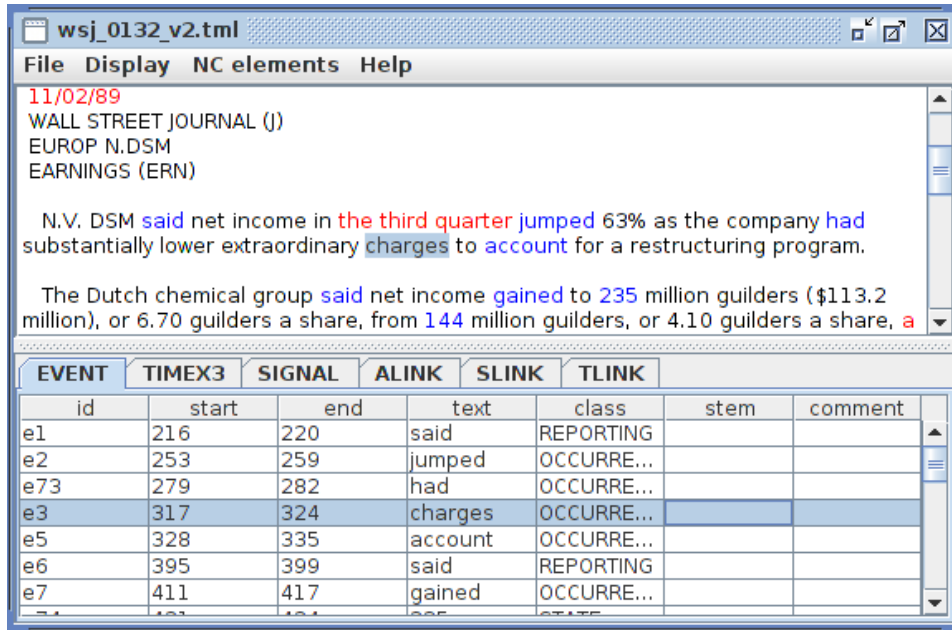 wsj_0132_v2.tml
File Display NC elements Help
11/02/89
WALL STREET JOURNAL (J)
EUROP N.DSM
EARNINGS (ERN)
N.V. DSM said net income in the third quarter jumped 63% as the company had
substantially lower extraordinary charges to account for a restructuring program.
The Dutch chemical group said net income gained to 235 million guilders ($113.2
million), or 6.70 guilders a share, from 144 million guilders, or 4.10 guilders a share, a
EVENT TIMEX3 SIGNAL ALINK SLINK TLINK
id start end text class stem comment
e1 216 220 said REPORTING
e2 253 259 jumped OCCURRE...
e73 279 282 had OCCURRE...
e3 317 324 charges OCCURRE...
e5 328 335 account OCCURRE...
e6 395 399 said REPORTING
e7 411 417 gained OCCURRE...